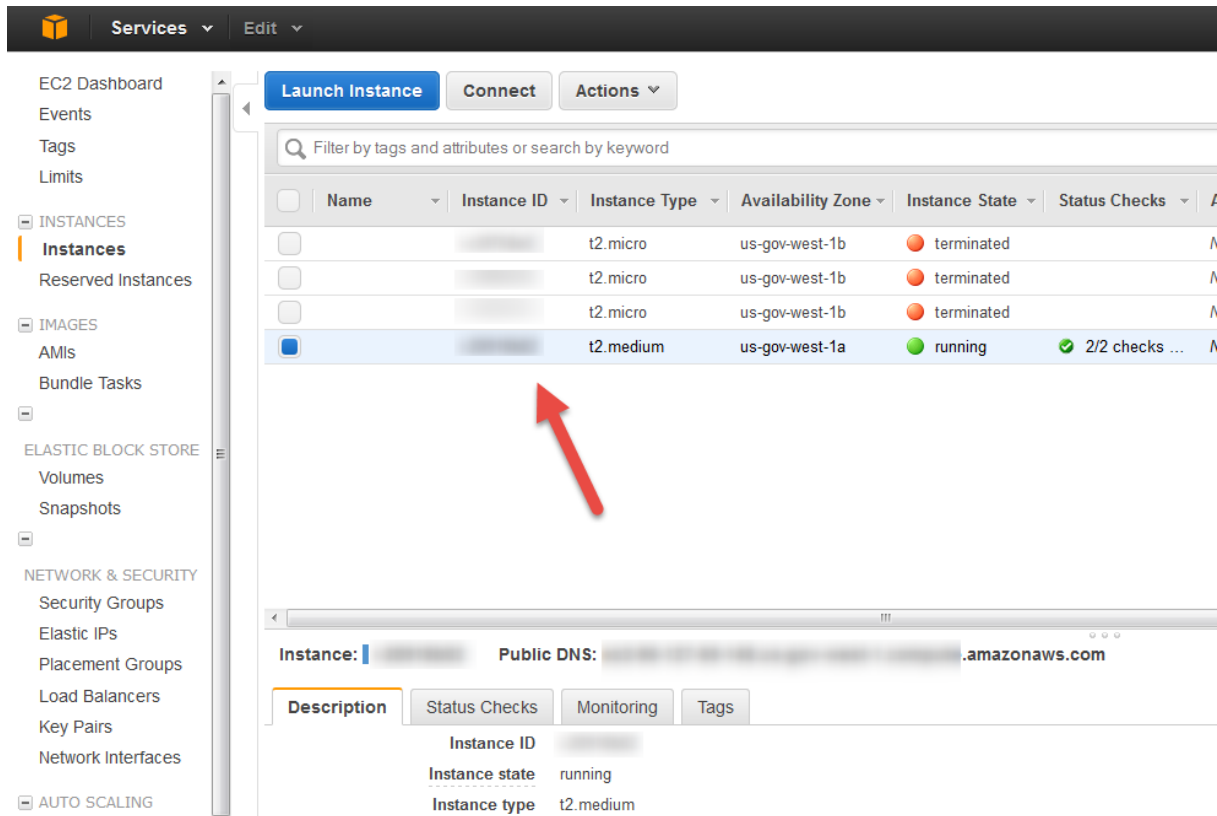 Services Edit
EC2 Dashboard
Events
Tags
Limits
INSTANCES
Instances
Reserved Instances
IMAGES
AMIs
Bundle Tasks
ELASTIC BLOCK STORE
Volumes
Snapshots
NETWORK & SECURITY
Security Groups
Elastic IPs
Placement Groups
Load Balancers
Key Pairs
Network Interfaces
AUTO SCALING
Launch Instance Connect Actions
Filter by tags and attributes or search by keyword
Name Instance ID Instance Type Availability Zone Instance State Status Checks
t2.micro us-gov-west-1b terminated
t2.micro us-gov-west-1b terminated
t2.micro us-gov-west-1b terminated
t2.medium us-gov-west-1a running 2/2 checks ...
Instance: Public DNS: .amazonaws.com
Description Status Checks Monitoring Tags
Instance ID
Instance state running
Instance type t2.medium